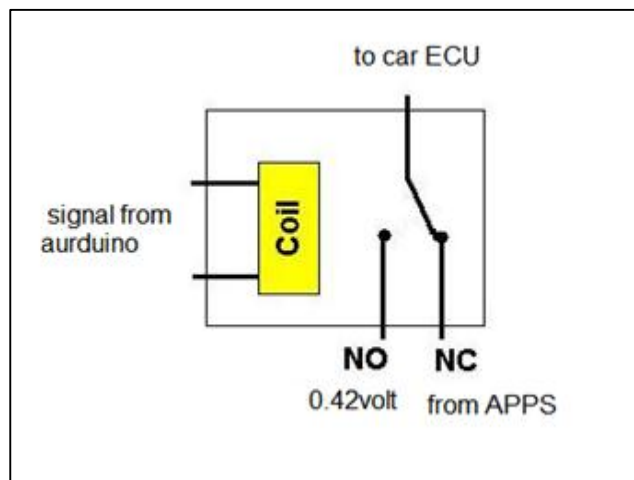 to car ECU
signal from
aurduino
Coil
NO
NC
0.42volt
from APPS